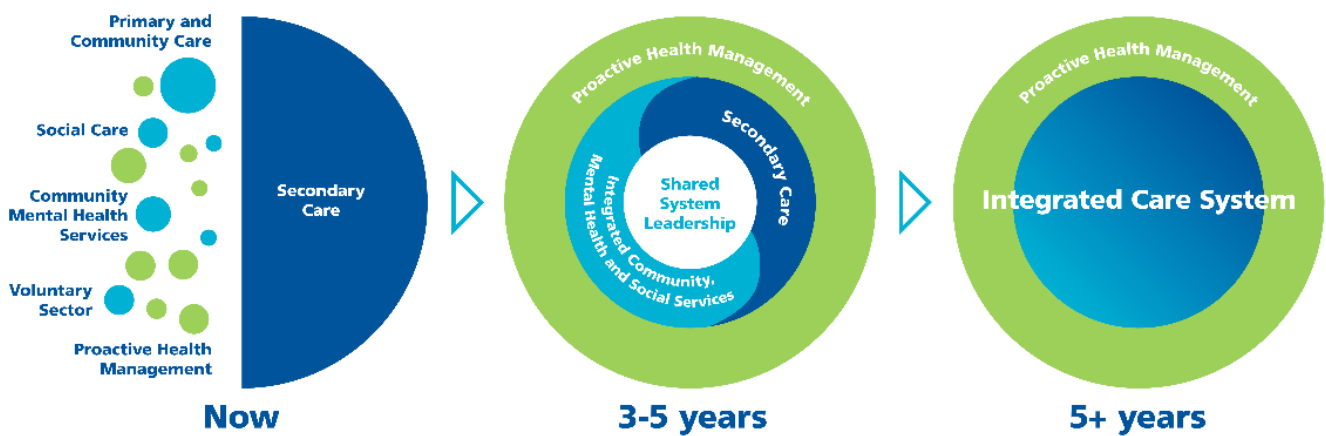 Primary and
Community Care
Social Care
Community
Mental Health
Services
Voluntary
Sector
Proactive Health
Management
Secondary
Care
Now
Proactive Health Management
Secondary Care
Shared
System
Leadership
Integrated Community,
Mental Health and Social Services
3-5 years
Proactive Health Management
Integrated Care System
5+ years